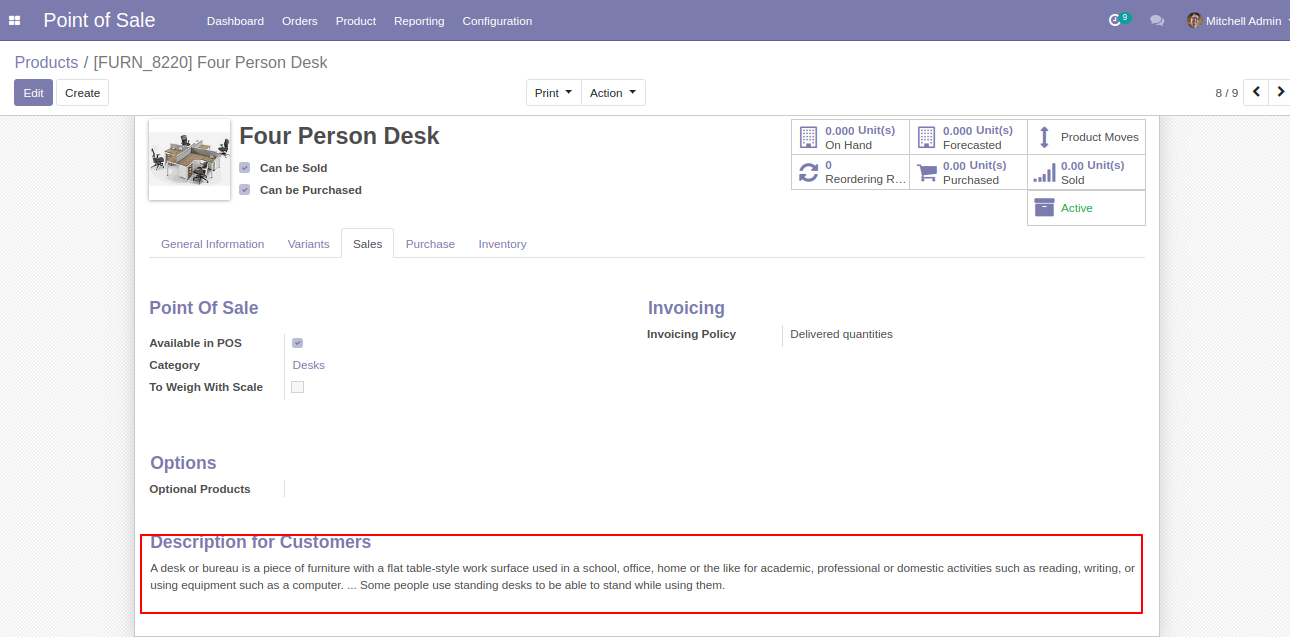 Point of Sale Dashboard Orders Product Reporting Configuration 9 Mitchell Admin
Products / [FURN_8220] Four Person Desk
Edit Create Print Action 8 / 9
Four Person Desk
Can be Sold
Can be Purchased
0.000 Unit(s)
On Hand
0.000 Unit(s)
Forecasted
Product Moves
0
Reordering R...
0.00 Unit(s)
Purchased
0.00 Unit(s)
Sold
Active
General Information Variants Sales Purchase Inventory
Point Of Sale
Available in POS
Category Desks
To Weigh With Scale
Invoicing
Invoicing Policy Delivered quantities
Options
Optional Products
Description for Customers
A desk or bureau is a piece of furniture with a flat table-style work surface used in a school, office, home or the like for academic, professional or domestic activities such as reading, writing, or
using equipment such as a computer. ... Some people use standing desks to be able to stand while using them.